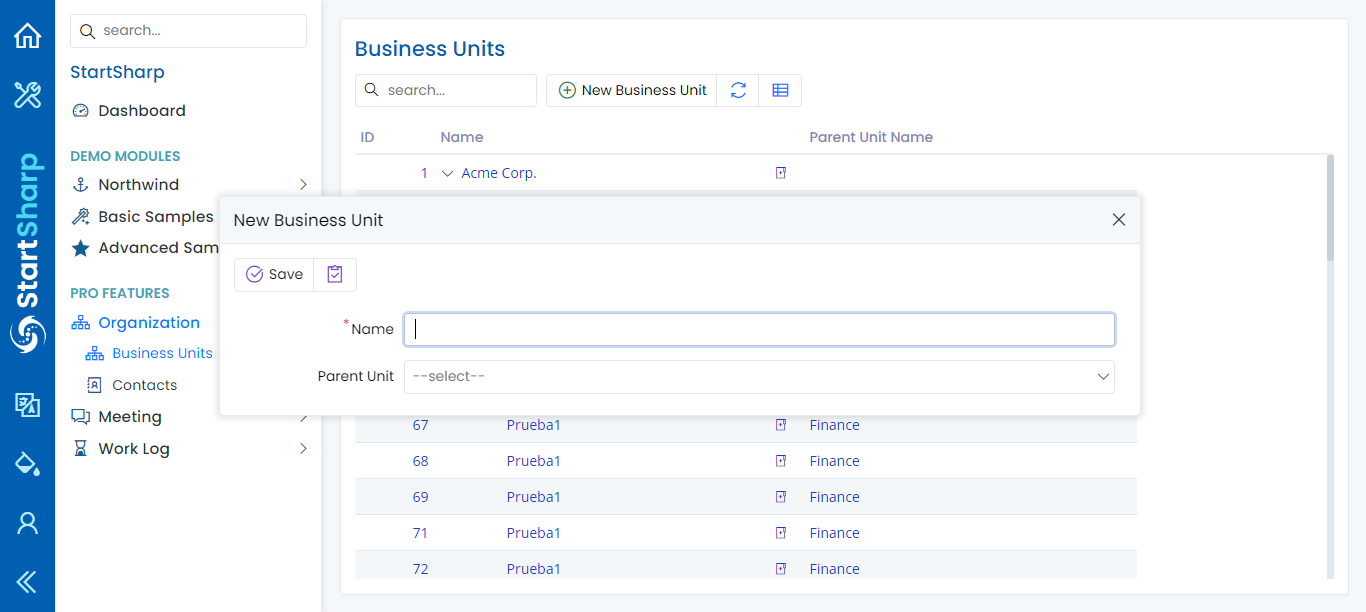 StartSharp
search...
StartSharp
Dashboard
DEMO MODULES
Northwind
Basic Samples
Advanced Sam
PRO FEATURES
Organization
Business Units
Contacts
Meeting
Work Log
Business Units
search...
New Business Unit
ID Name Parent Unit Name
1 Acme Corp.
New Business Unit
Save
*Name
Parent Unit --select--
67 Prueba1 Finance
68 Prueba1 Finance
69 Prueba1 Finance
71 Prueba1 Finance
72 Prueba1 Finance